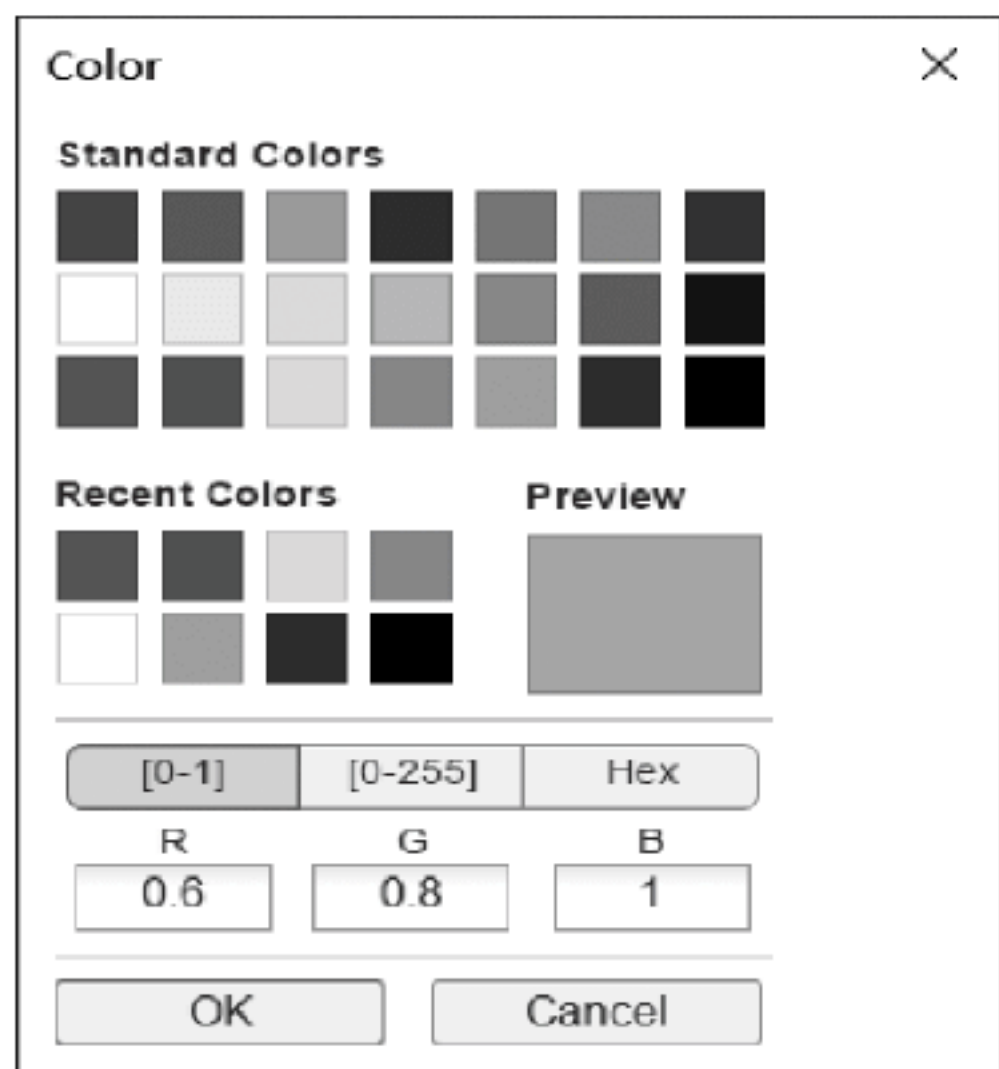 Color
Standard Colors
Recent Colors
Preview
[0-1] [0-255] Hex
R G B
0.6 0.8 1
OK Cancel